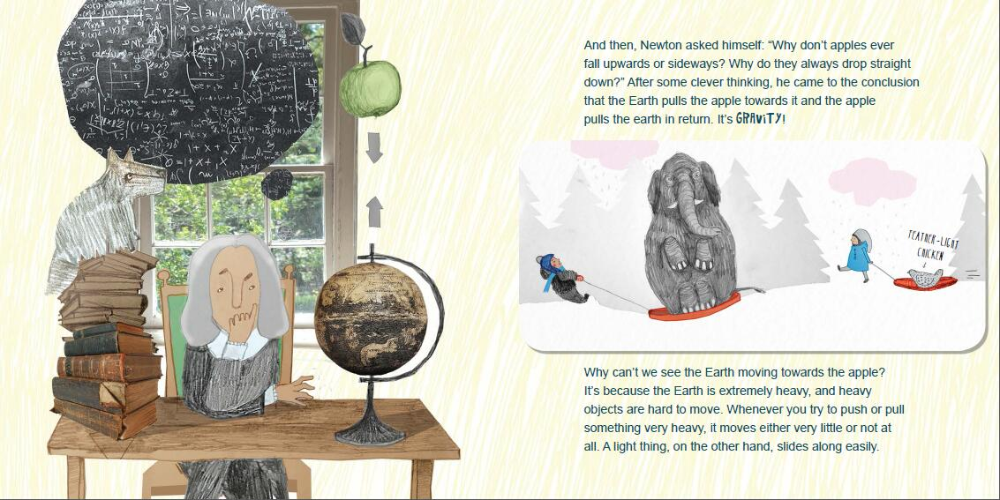 And then, Newton asked himself: “Why don’t apples ever
fall upwards or sideways? Why do they always drop straight
down?” After some clever thinking, he came to the conclusion
that the Earth pulls the apple towards it and the apple
pulls the earth in return. It’s GRAViTY!
FEATHER-LIGHT
CHICKEN
Why can’t we see the Earth moving towards the apple?
It’s because the Earth is extremely heavy, and heavy
objects are hard to move. Whenever you try to push or pull
something very heavy, it moves either very little or not at
all. A light thing, on the other hand, slides along easily.